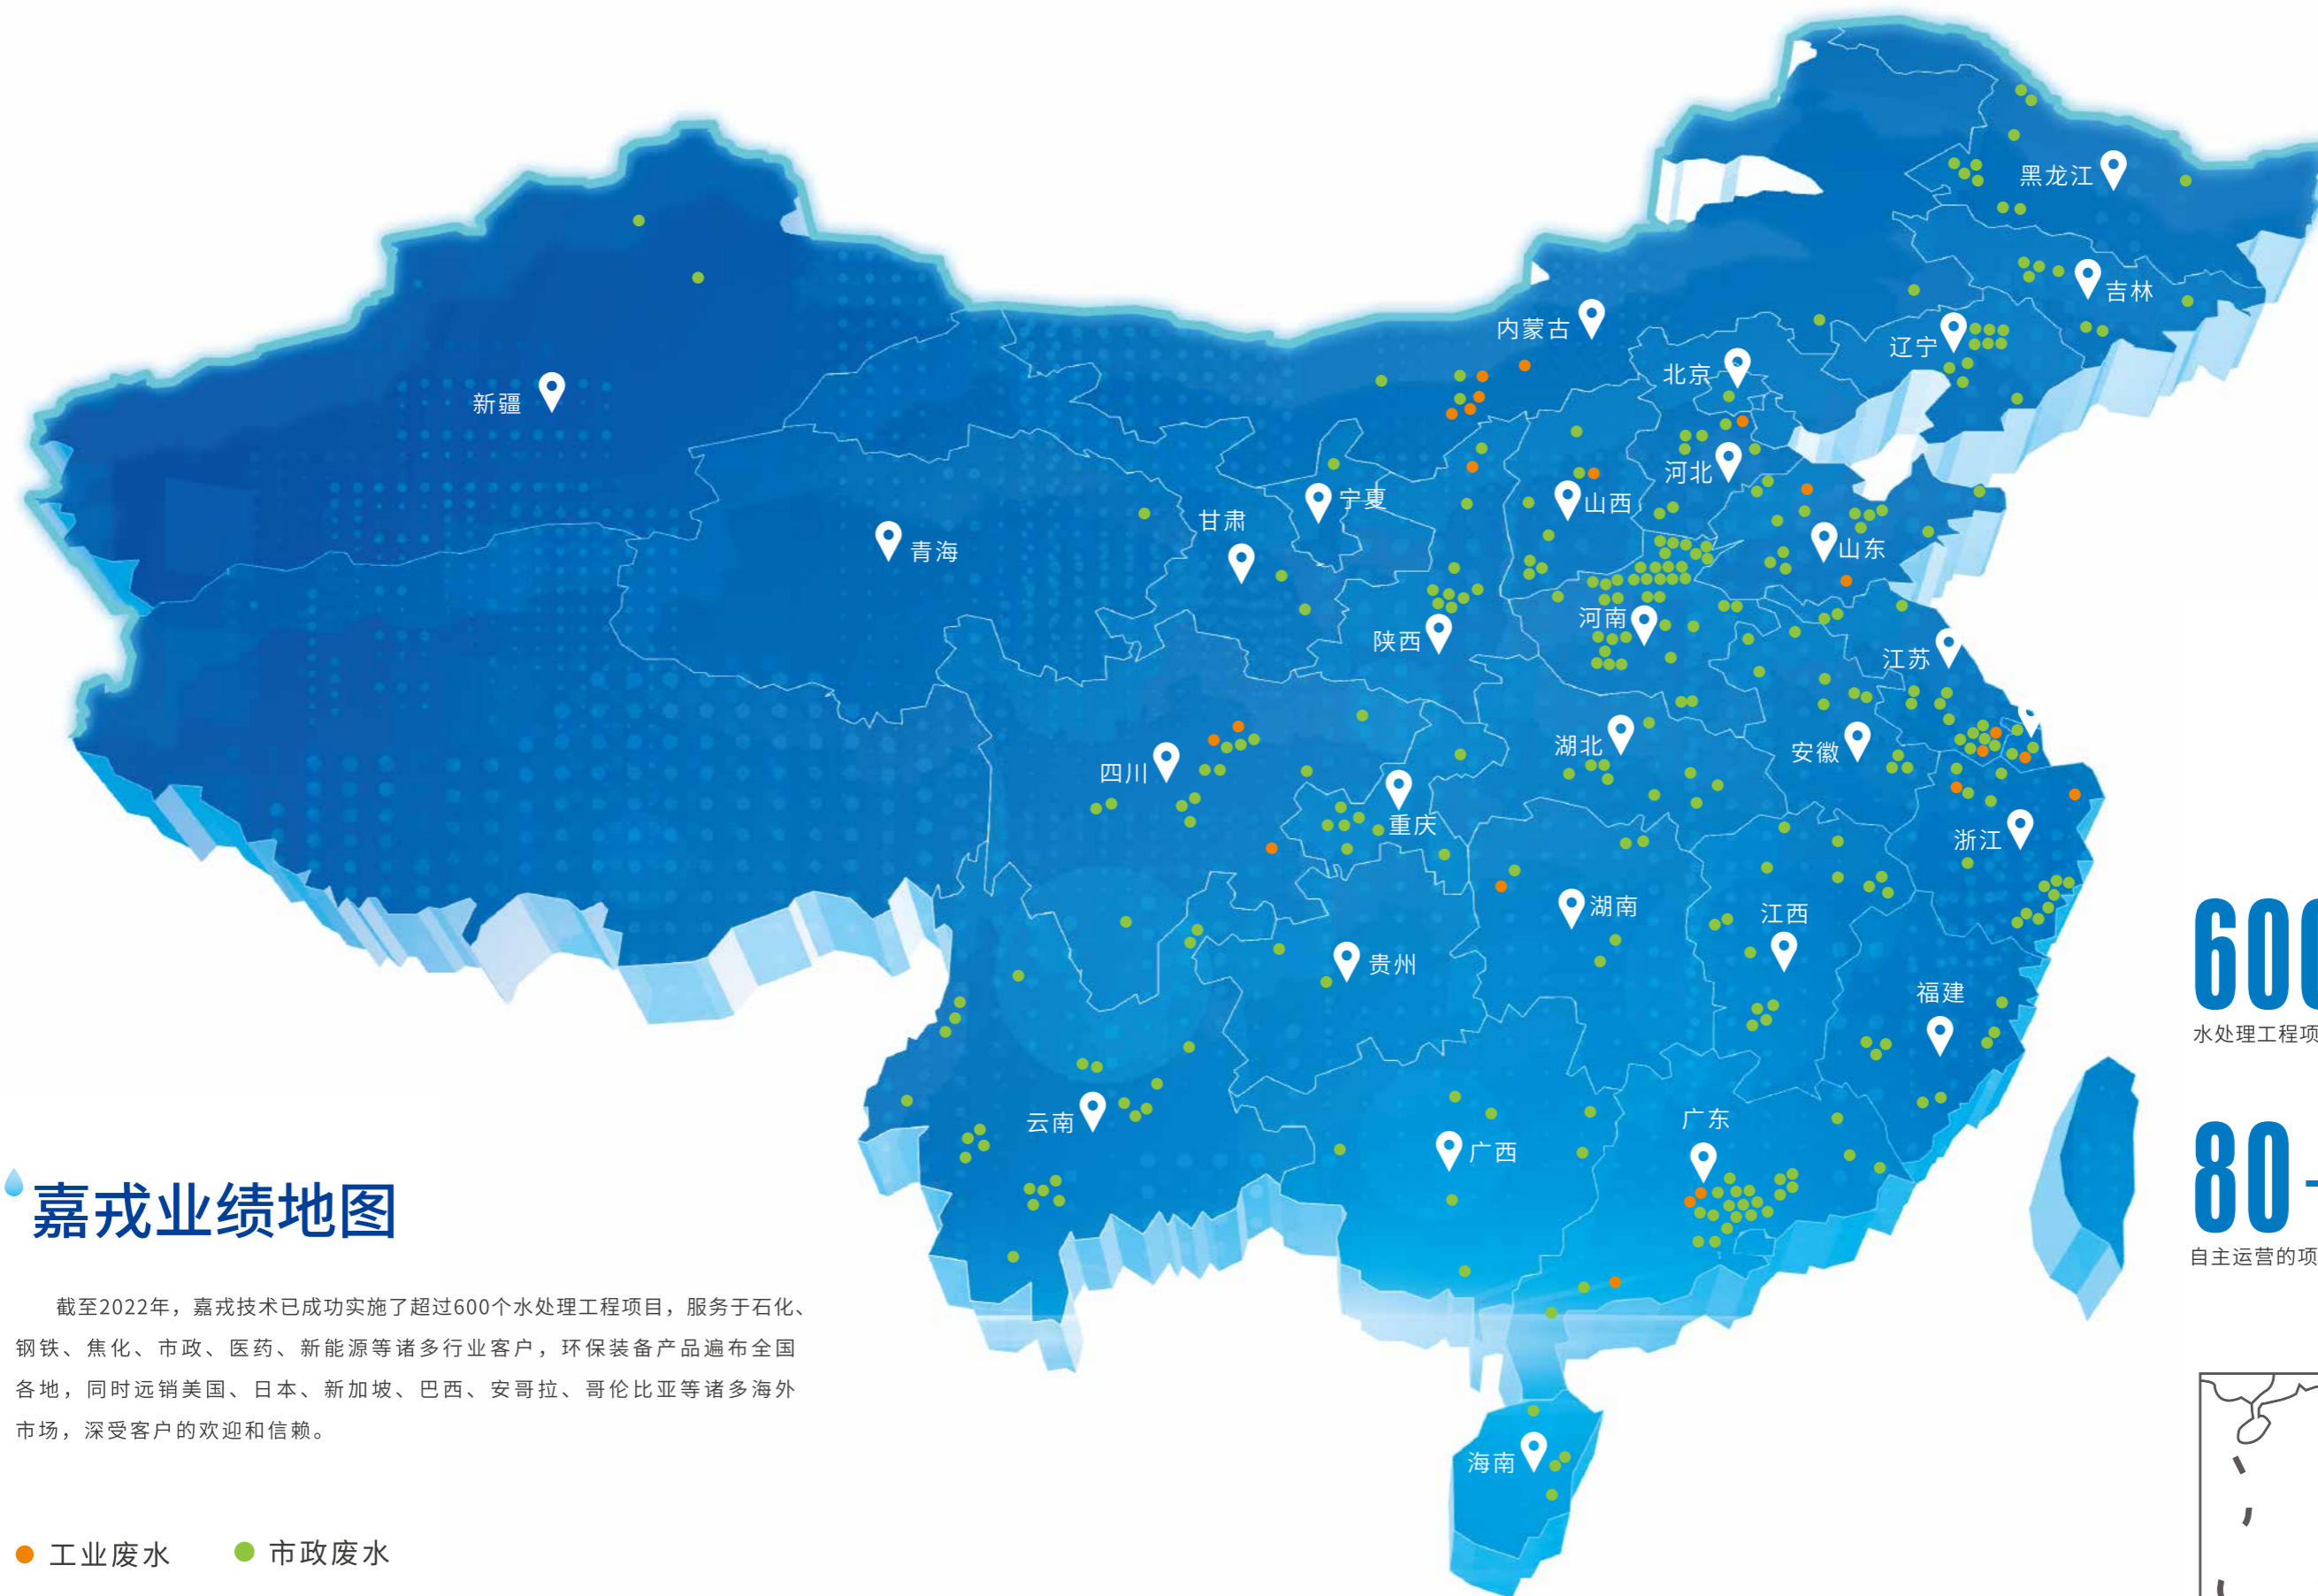 黑龙江
吉林
内蒙古
辽宁
北京
新疆
河北
宁夏
山西
甘肃
青海
山东
河南
陕西
江苏
湖北
安徽
四川
重庆
浙江
湖南
江西
贵州
福建
云南
广东
广西
海南
600
水处理工程项
80
自主运营的项
嘉戎业绩地图
截至2022年，嘉戎技术已成功实施了超过600个水处理工程项目，服务于石化、
钢铁、焦化、市政、医药、新能源等诸多行业客户，环保装备产品遍布全国
各地，同时远销美国、日本、新加坡、巴西、安哥拉、哥伦比亚等诸多海外
市场，深受客户的欢迎和信赖。
工业废水 市政废水